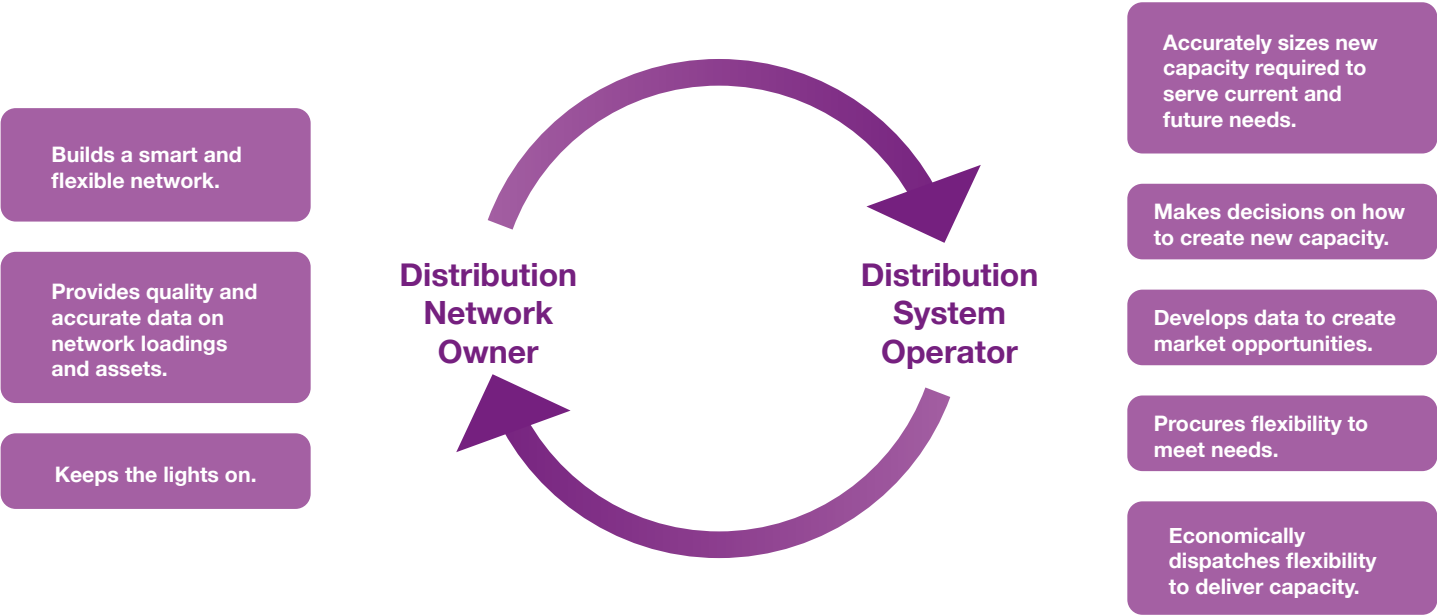 Builds a smart and
flexible network.
Provides quality and
accurate data on
network loadings
and assets.
Keeps the lights on.
Distribution
Network
Owner
Distribution
System
Operator
Accurately sizes new
capacity required to
serve current and
future needs.
Makes decisions on how
to create new capacity.
Develops data to create
market opportunities.
Procures flexibility to
meet needs.
Economically
dispatches flexibility
to deliver capacity.